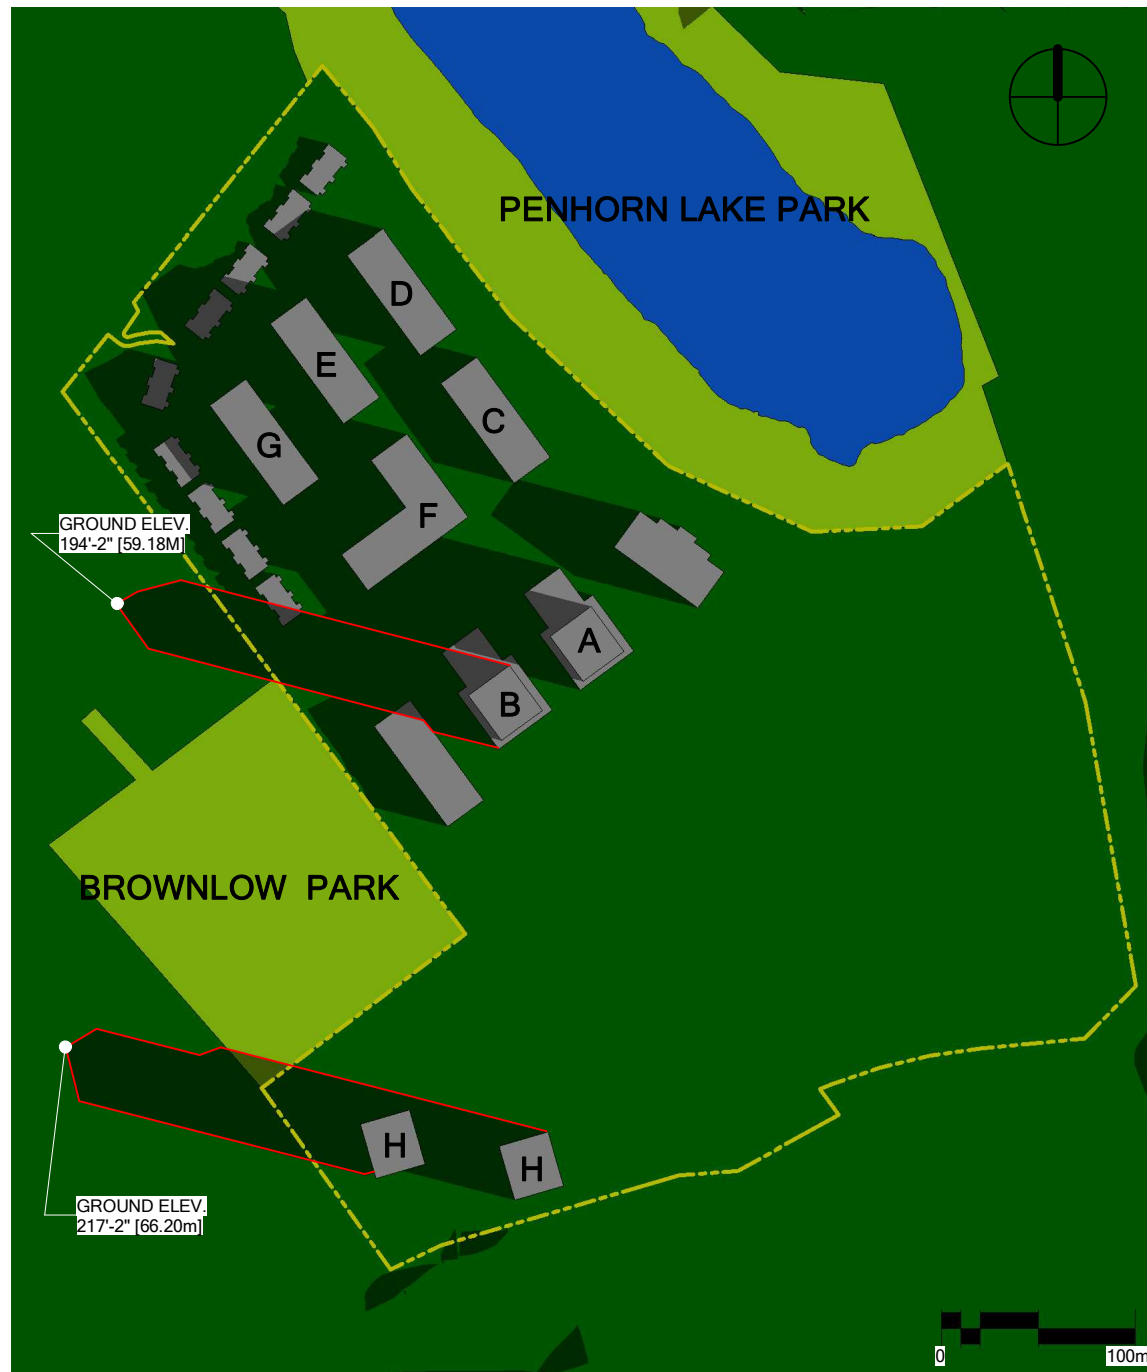 PENHORN LAKE PARK
D
E
C
G
F
GROUND ELEV.
194'-2" [59.18M]
A
B
BROWNLOW PARK
H
H
GROUND ELEV.
217'-2" [66.20m]
0 100m